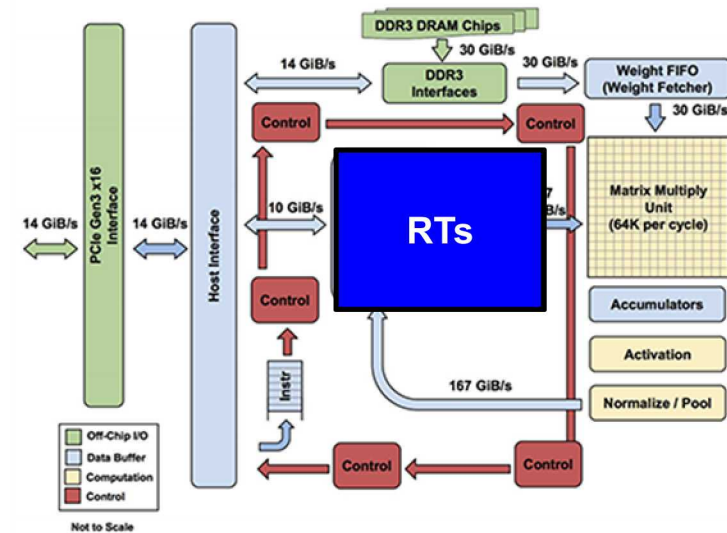 DDR3 DRAM Chips
30 GiB/s
14 GiB/s
DDR3
Interfaces
30 GiB/s
Weight FIFO
(Weight Fetcher)
30 GiB/s
Control
Control
Matrix Multiply
Unit
(64K per cycle)
14 GiB/s
PCIe Gen3 x16
Interface
14 GiB/s
Host Interface
10 GiB/s
RTs
Control
Accumulators
Activation
Instr
167 GiB/s
Normalize / Pool
Off-Chip I/O
Data Buffer
Computation
Control
Control
Control
Not to Scale